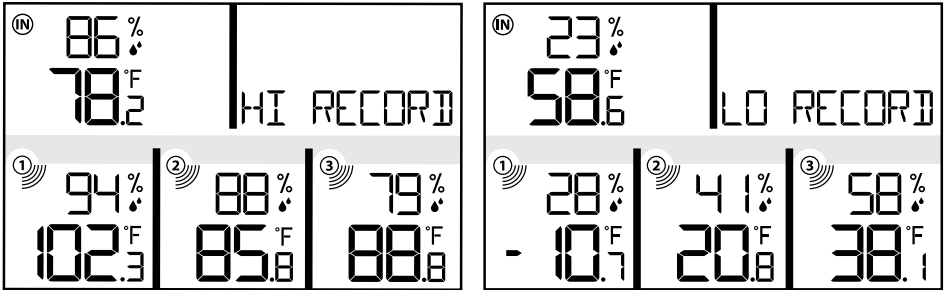 IN 86 %
78.2 °F
HI RECORD
1 94 %
102.3 °F
2 88 %
85.8 °F
3 79 %
88.8 °F
IN 23 %
58.6 °F
LO RECORD
1 28 %
-10.7 °F
2 41 %
20.8 °F
3 58 %
38.1 °F